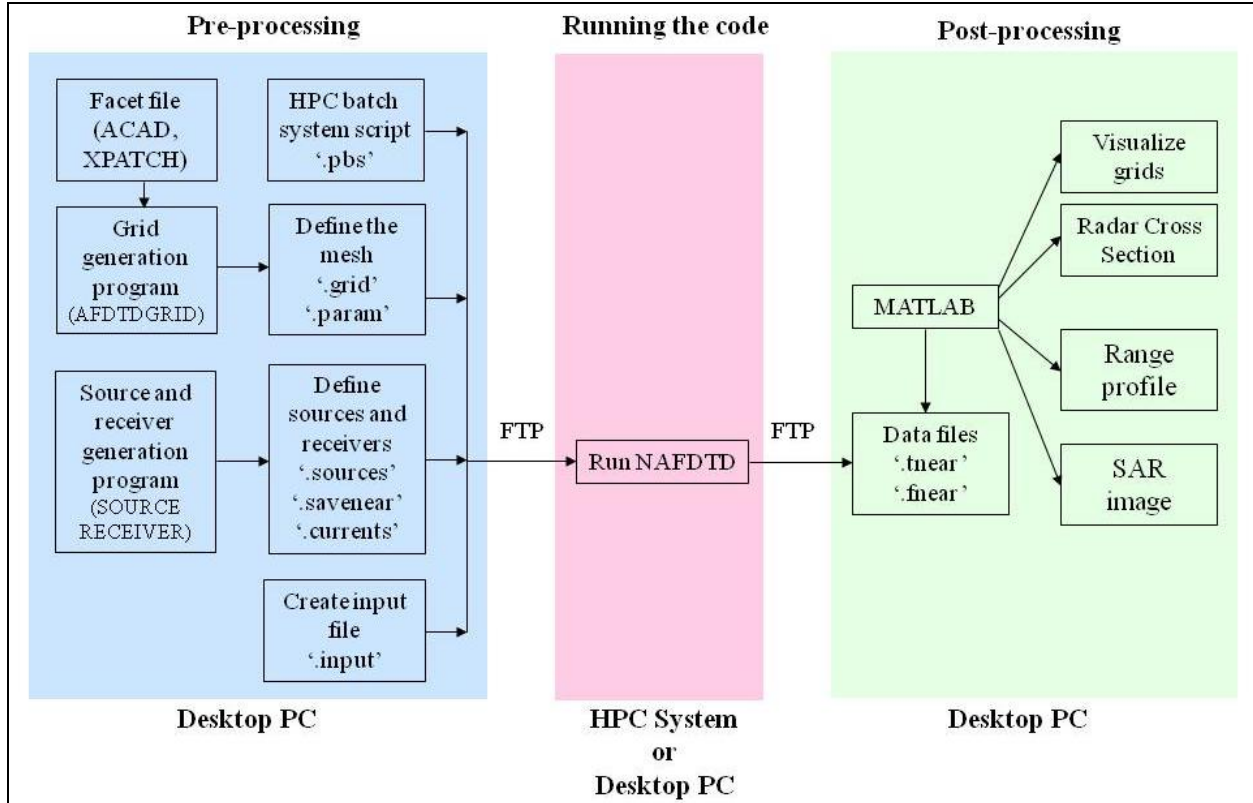 Pre-processing
Running the code
Post-processing
Facet file
(ACAD,
XPATCH)
HPC batch
system script
‘.pbs’
Grid
generation
program
(AFDTDGRID)
Define the
mesh
‘.grid’
‘.param’
Source and
receiver
generation
program
(SOURCE
RECEIVER)
Define
sources and
receivers
‘.sources’
‘.savenear’
‘.currents’
Create input
file
‘.input’
FTP
Run NAFDTD
FTP
MATLAB
Data files
‘.tnear’
‘.fnear’
Visualize
grids
Radar Cross
Section
Range
profile
SAR
image
Desktop PC
HPC System
or
Desktop PC
Desktop PC